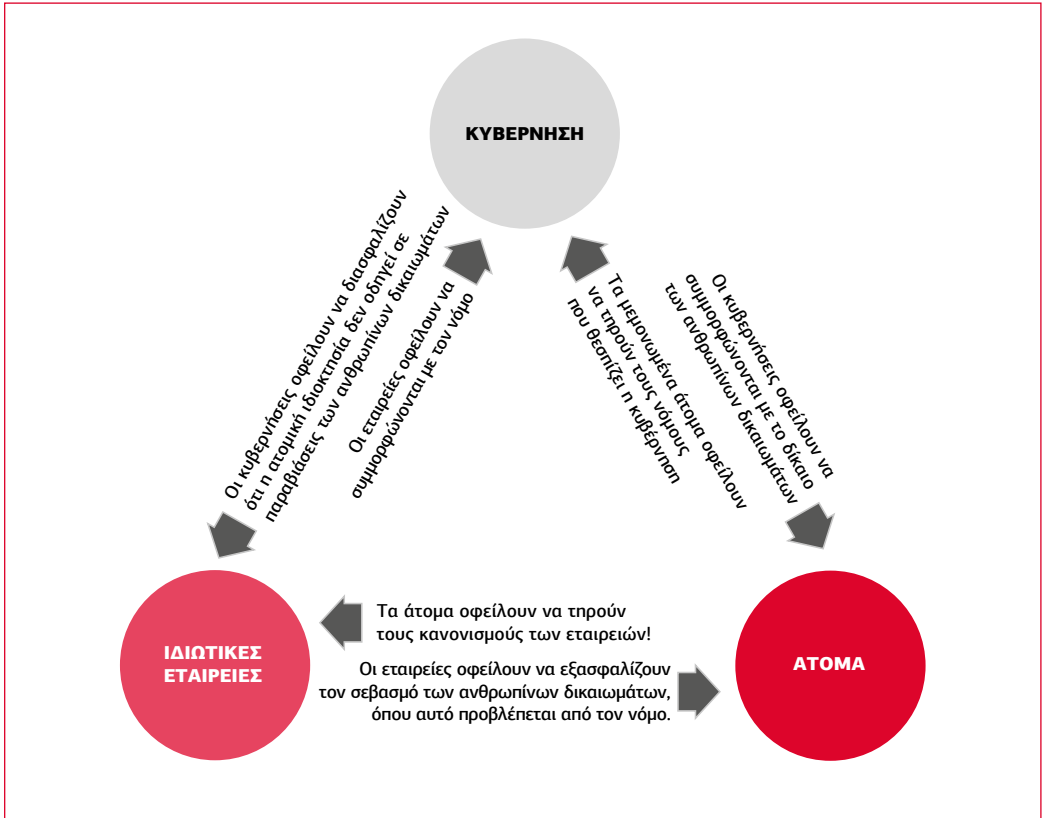 ΚΥΒΕΡΝΗΣΗ
Οι κυβερνήσεις οφείλουν να διασφαλίζουν
ότι η ατομική ιδιοκτησία δεν οδηγεί σε
παραβιάσεις των ανθρωπίνων δικαιωμάτων
Οι εταιρείες οφείλουν να
συμμορφώνονται με τον νόμο
Τα μεμονωμένα άτομα οφείλουν
να τηρούν τους νόμους
που θεσπίζει η κυβέρνηση
Οι κυβερνήσεις οφείλουν να
συμμορφώνονται με το δίκαιο
των ανθρωπίνων δικαιωμάτων
ΙΔΙΩΤΙΚΕΣ
ΕΤΑΙΡΕΙΕΣ
Τα άτομα οφείλουν να τηρούν
τους κανονισμούς των εταιρειών!
Οι εταιρείες οφείλουν να εξασφαλίζουν
τον σεβασμό των ανθρωπίνων δικαιωμάτων,
όπου αυτό προβλέπεται από τον νόμο.
ΑΤΟΜΑ